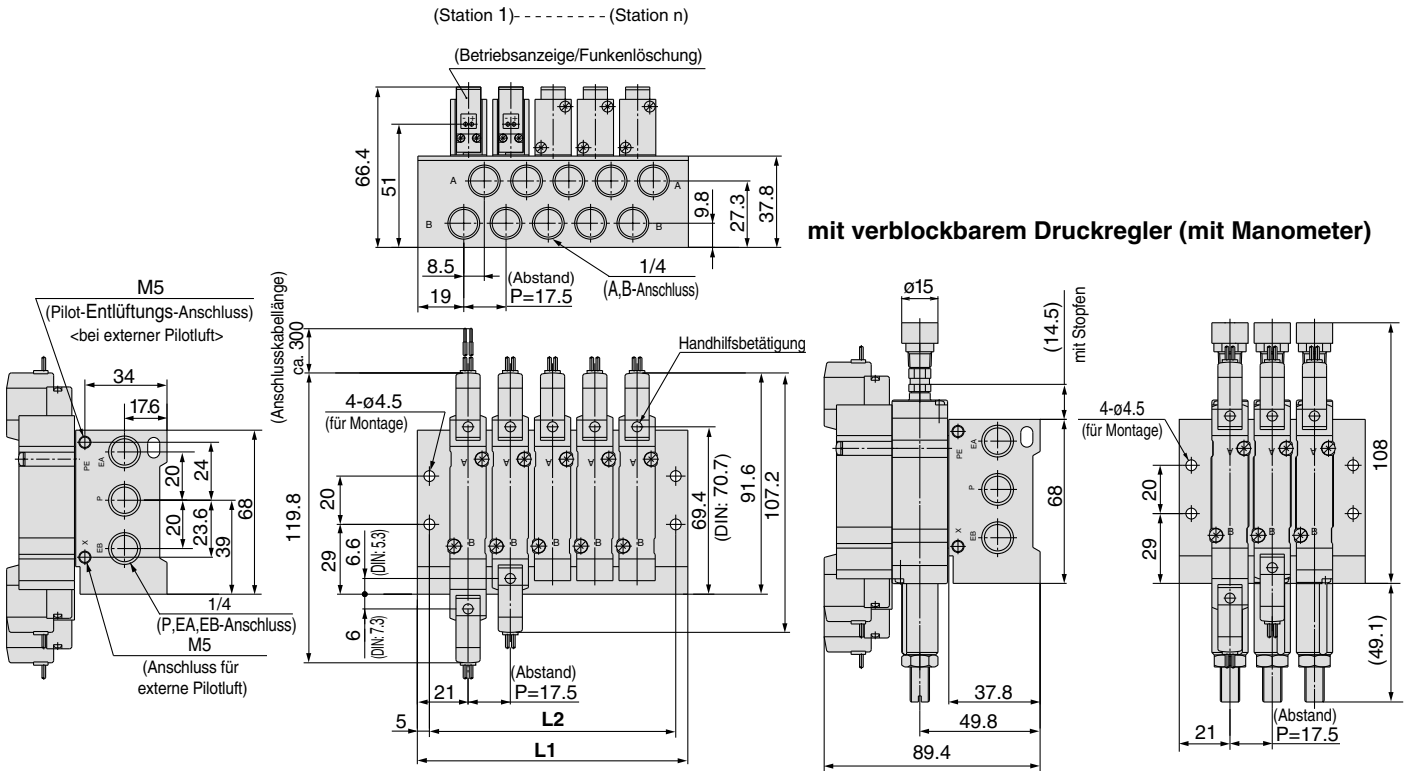 (Station 1)---------(Station n)
(Betriebsanzeige/Funkenlöschung)
66.4
51
A
A
B
B
9.8
27.3
37.8
8.5
19
(Abstand)
P=17.5
1/4
(A,B-Anschluss)
mit verblockbarem Druckregler (mit Manometer)
M5
(Pilot-Entlüftungs-Anschluss)
<bei externer Pilotluft>
34
17.6
PE
EA
P
X
EB
20
24
20
23.6
39
68
1/4
(P,EA,EB-Anschluss)
M5
(Anschluss für
externe Pilotluft)
(Anschlusskabellänge)
ca. 300
Handhilfsbetätigung
4-ø4.5
(für Montage)
119.8
20
29
6.6
(DIN: 5.3)
6
(DIN: 7.3)
A
A
A
A
A
B
B
B
B
B
69.4
(DIN: 70.7)
91.6
107.2
21
(Abstand)
P=17.5
5
L2
L1
ø15
(14.5)
mit Stopfen
PE
EA
P
X
EB
68
37.8
49.8
89.4
4-ø4.5
(für Montage)
20
29
A
A
B
B
108
(49.1)
21
(Abstand)
P=17.5